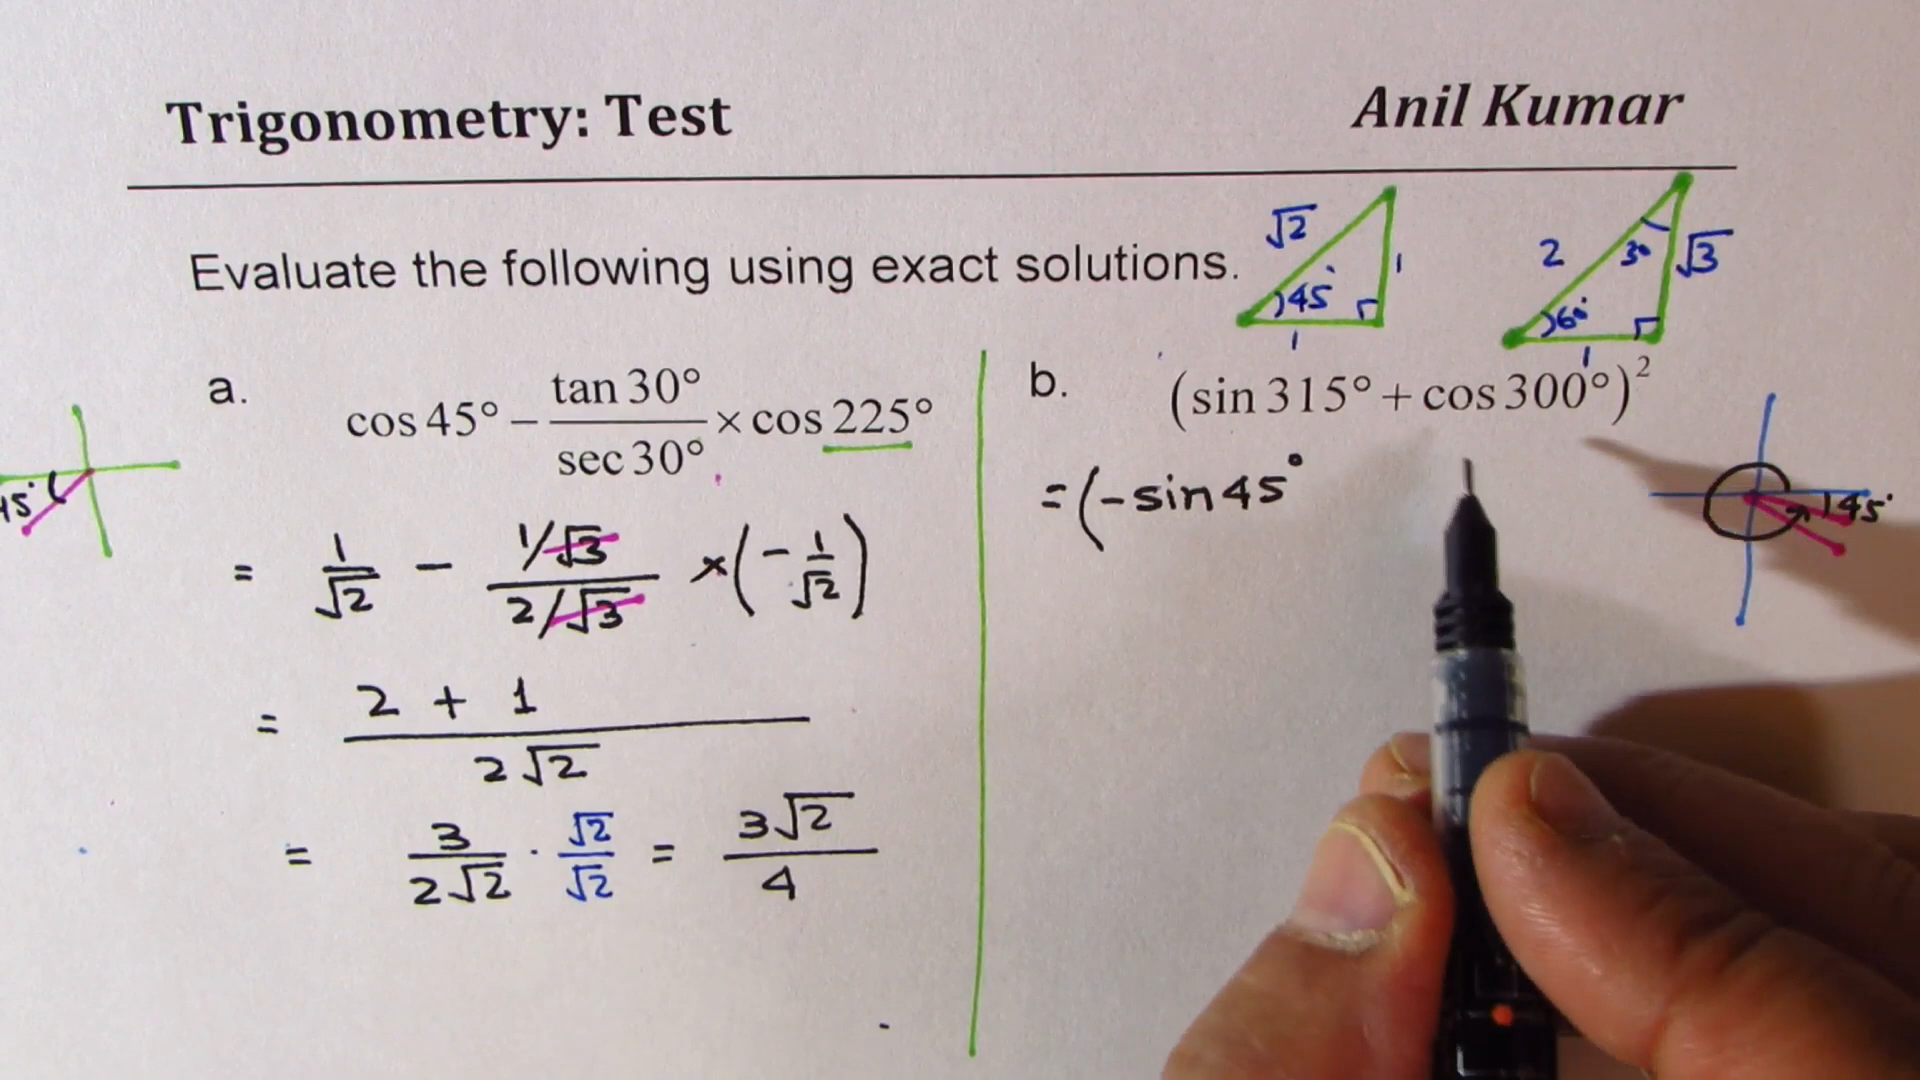 Trigonometry: Test
Anil Kumar
Evaluate the following using exact solutions.
√2
45°
1
1
2
30
√3
60°
1
a.
cos 45° − tan 30° / sec 30° × cos 225°
= 1/√2 − (1/√3)/(2/√3) × (−1/√2)
= (2 + 1)/(2√2)
= 3/(2√2) · √2/√2 = 3√2/4
b.
(sin 315° + cos 300°)²
= (−sin 45°
45°